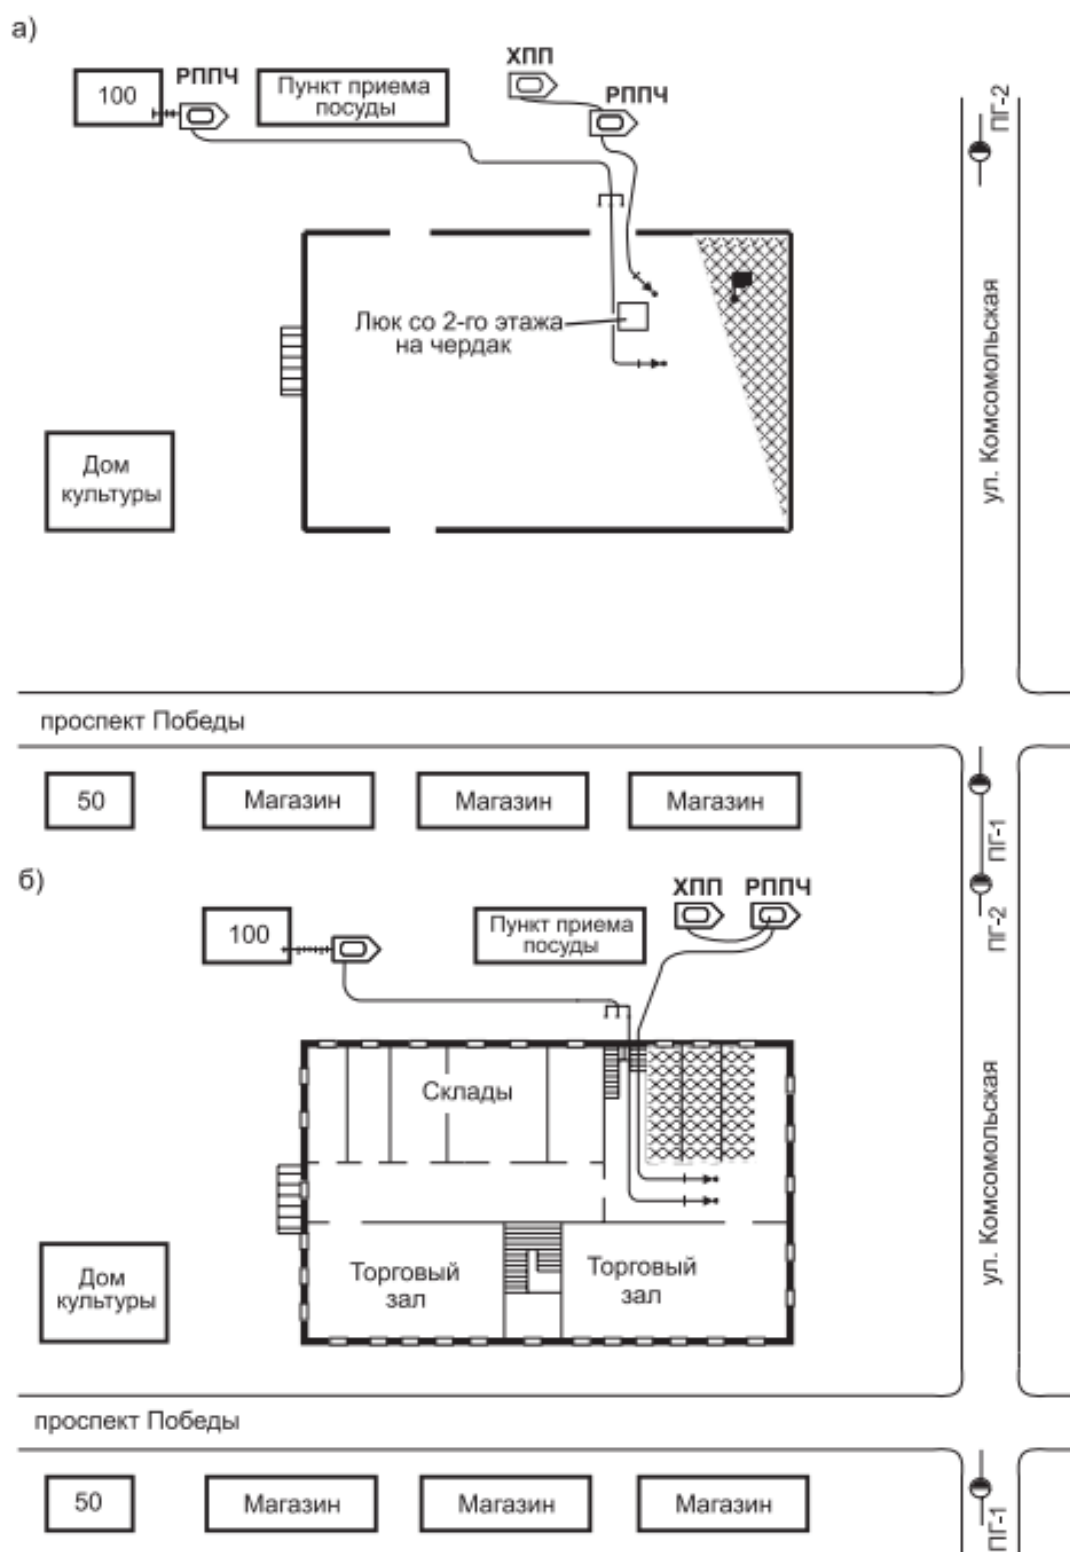 а)
ХПП
РППЧ
РППЧ
100
Пункт приема
посуды
ПГ-2
Люк со 2-го этажа
на чердак
ул. Комсомольская
Дом
культуры
проспект Победы
50
Магазин
Магазин
Магазин
ПГ-1
б)
ХПП
РППЧ
100
Пункт приема
посуды
ПГ-2
Склады
ул. Комсомольская
Торговый
зал
Торговый
зал
Дом
культуры
проспект Победы
50
Магазин
Магазин
Магазин
ПГ-1